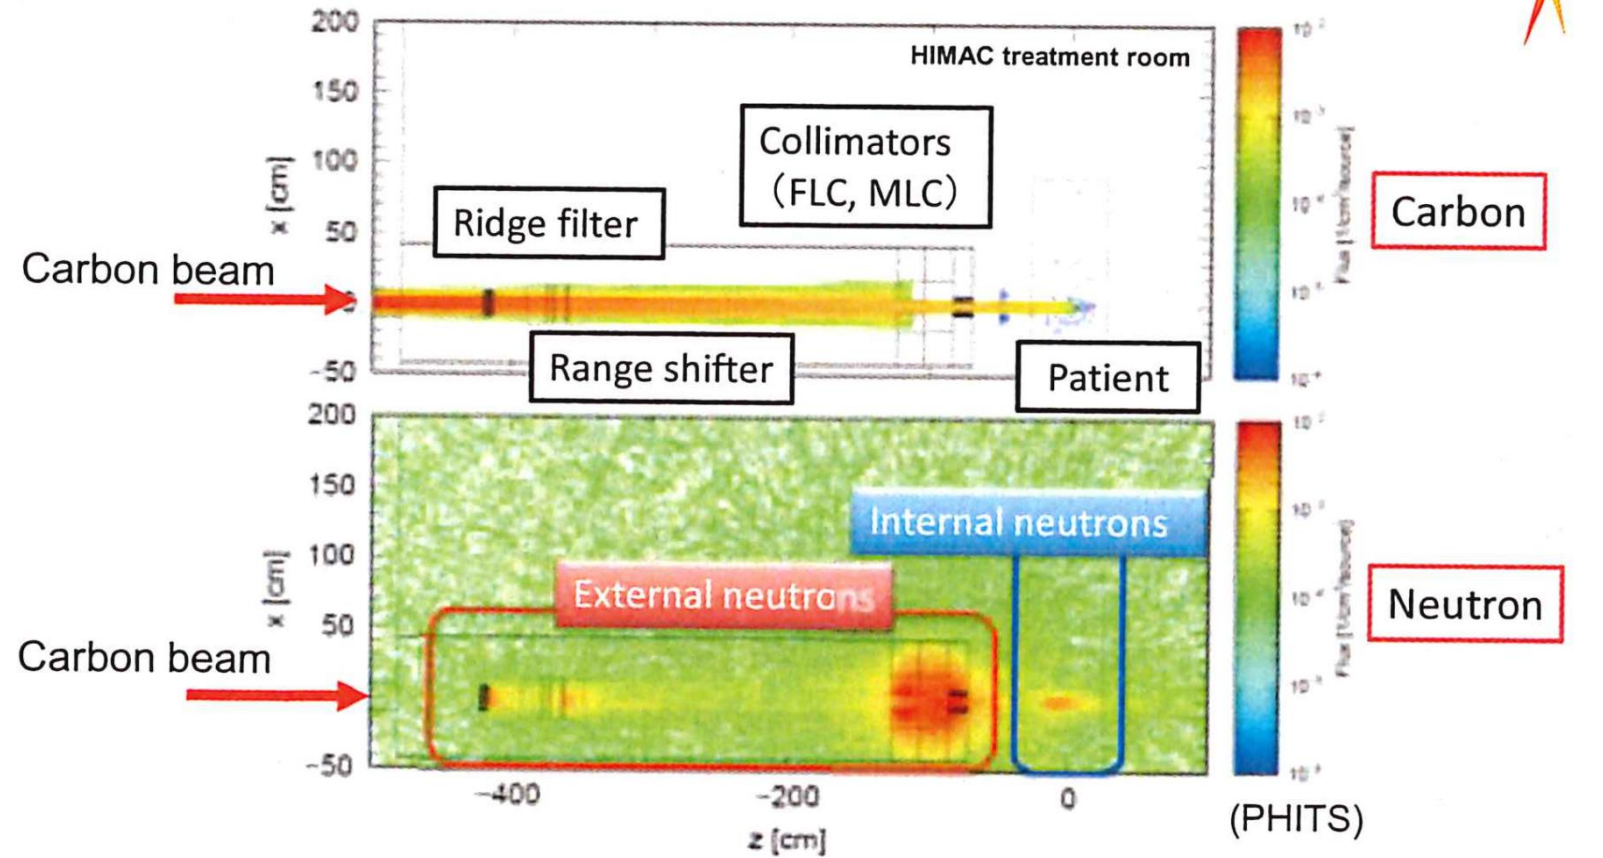 200
HIMAC treatment room
150
Collimators
（FLC, MLC）
100
x [cm]
Carbon
Ridge filter
50
Carbon beam
0
Range shifter
Patient
-50
200
150
Internal neutrons
100
External neutrons
x [cm]
Neutron
50
Carbon beam
-50
-400
-200
0
z [cm]
(PHITS)